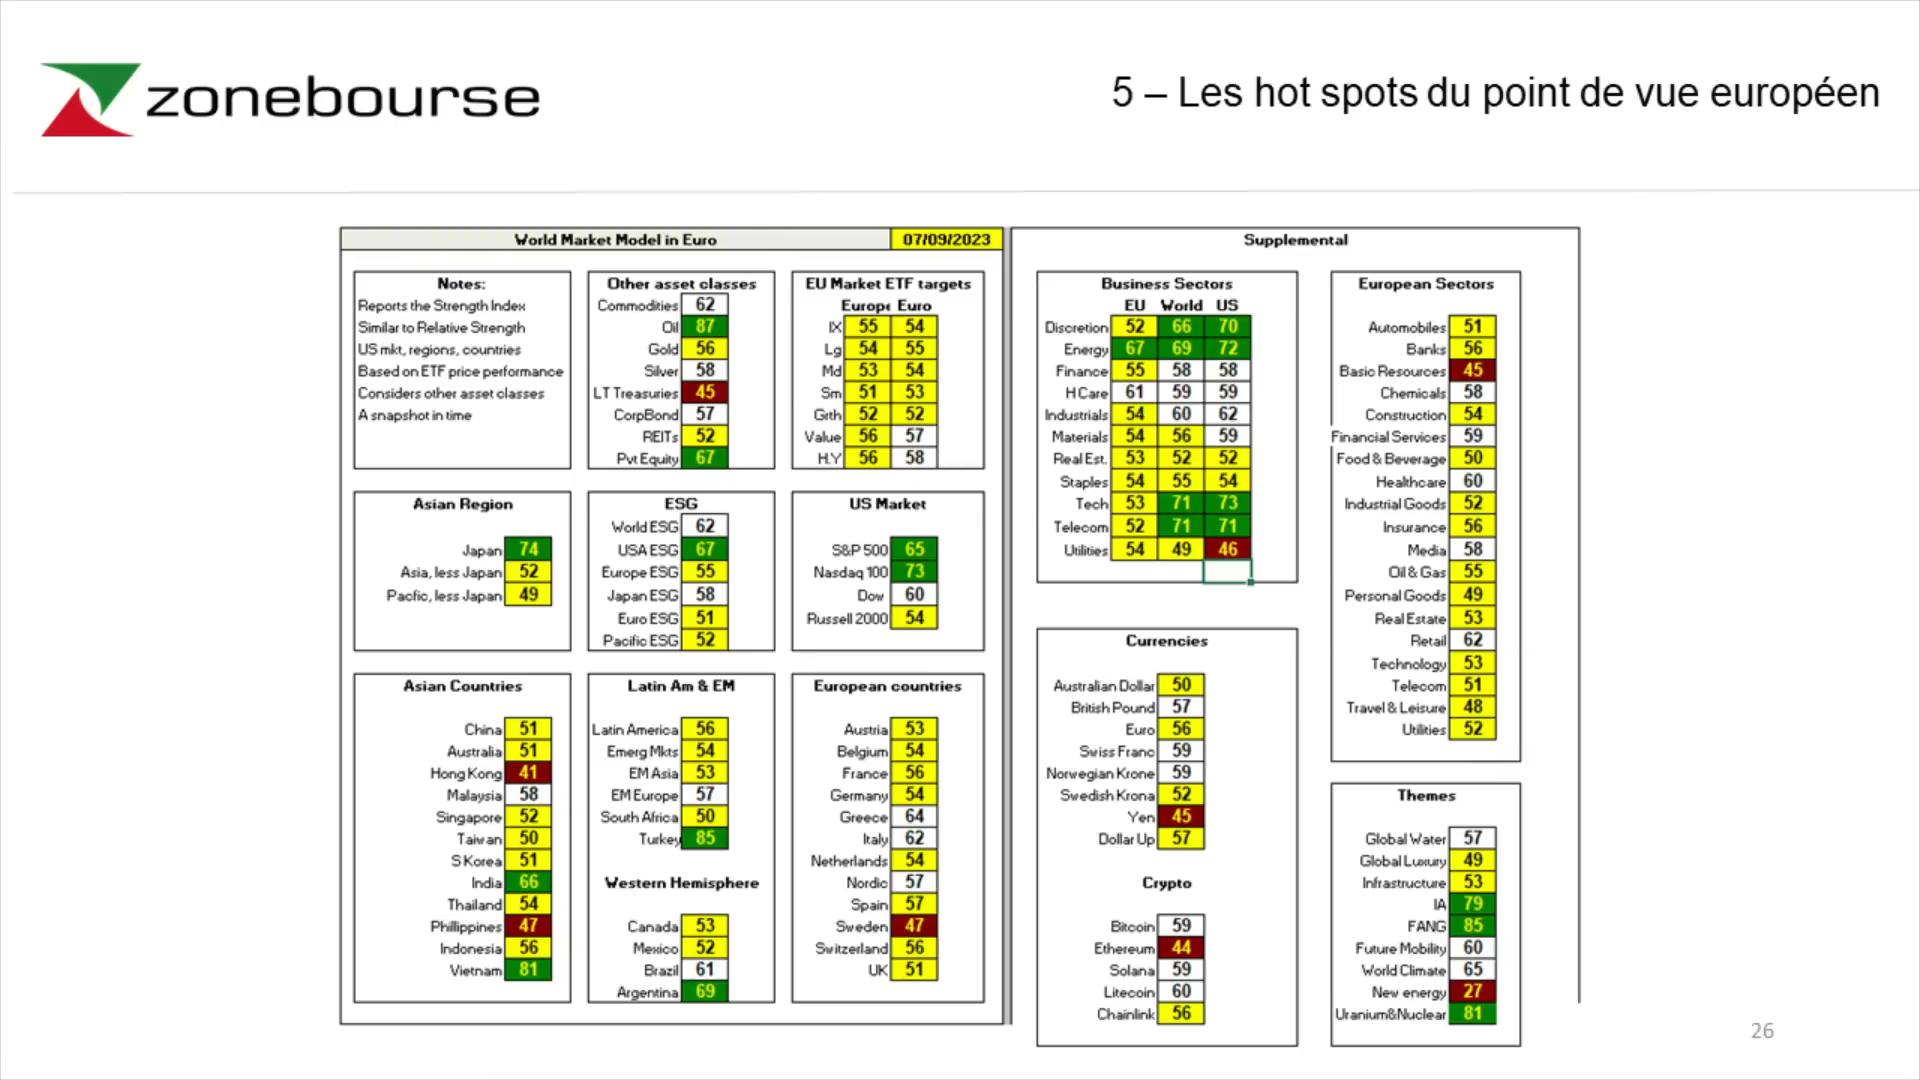 zonebourse
5 – Les hot spots du point de vue européen
World Market Model in Euro 07/09/2023
Notes:
Reports the Strength Index
Similar to Relative Strength
US mkt, regions, countries
Based on ETF price performance
Considers other asset classes
A snapshot in time
Other asset classes
Commodities 62
Oil 87
Gold 56
Silver 58
LT Treasuries 45
CorpBond 57
REITs 52
Pvt Equity 67
EU Market ETF targets
Europe Euro
IX 55 54
Lg 54 55
Md 53 54
Sm 51 53
Grth 52 52
Value 56 57
H.Y 56 58
Asian Region
Japan 74
Asia, less Japan 52
Pacfic, less Japan 49
ESG
World ESG 62
USA ESG 67
Europe ESG 55
Japan ESG 58
Euro ESG 51
Pacific ESG 52
US Market
S&P 500 65
Nasdaq 100 73
Dow 60
Russell 2000 54
Asian Countries
China 51
Australia 51
Hong Kong 41
Malaysia 58
Singapore 52
Taiwan 50
S Korea 51
India 66
Thailand 54
Phillippines 47
Indonesia 56
Vietnam 81
Latin Am & EM
Latin America 56
Emerg Mkts 54
EM Asia 53
EM Europe 57
South Africa 50
Turkey 85
Western Hemisphere
Canada 53
Mexico 52
Brazil 61
Argentina 69
European countries
Austria 53
Belgium 54
France 56
Germany 54
Greece 64
Italy 62
Netherlands 54
Nordic 57
Spain 57
Sweden 47
Switzerland 56
UK 51
Supplemental
Business Sectors
EU World US
Discretion 52 66 70
Energy 67 69 72
Finance 55 58 58
H Care 61 59 59
Industrials 54 60 62
Materials 54 56 59
Real Est. 53 52 52
Staples 54 55 54
Tech 53 71 73
Telecom 52 71 71
Utilities 54 49 46
Currencies
Australian Dollar 50
British Pound 57
Euro 56
Swiss Franc 59
Norwegian Krone 59
Swedish Krona 52
Yen 45
Dollar Up 57
Crypto
Bitcoin 59
Ethereum 44
Solana 59
Litecoin 60
Chainlink 56
European Sectors
Automobiles 51
Banks 56
Basic Resources 45
Chemicals 58
Construction 54
Financial Services 59
Food & Beverage 50
Healthcare 60
Industrial Goods 52
Insurance 56
Media 58
Oil & Gas 55
Personal Goods 49
Real Estate 53
Retail 62
Technology 53
Telecom 51
Travel & Leisure 48
Utilities 52
Themes
Global Water 57
Global Luxury 49
Infrastructure 53
IA 79
FANG 85
Future Mobility 60
World Climate 65
New energy 27
Uranium&Nuclear 81
26